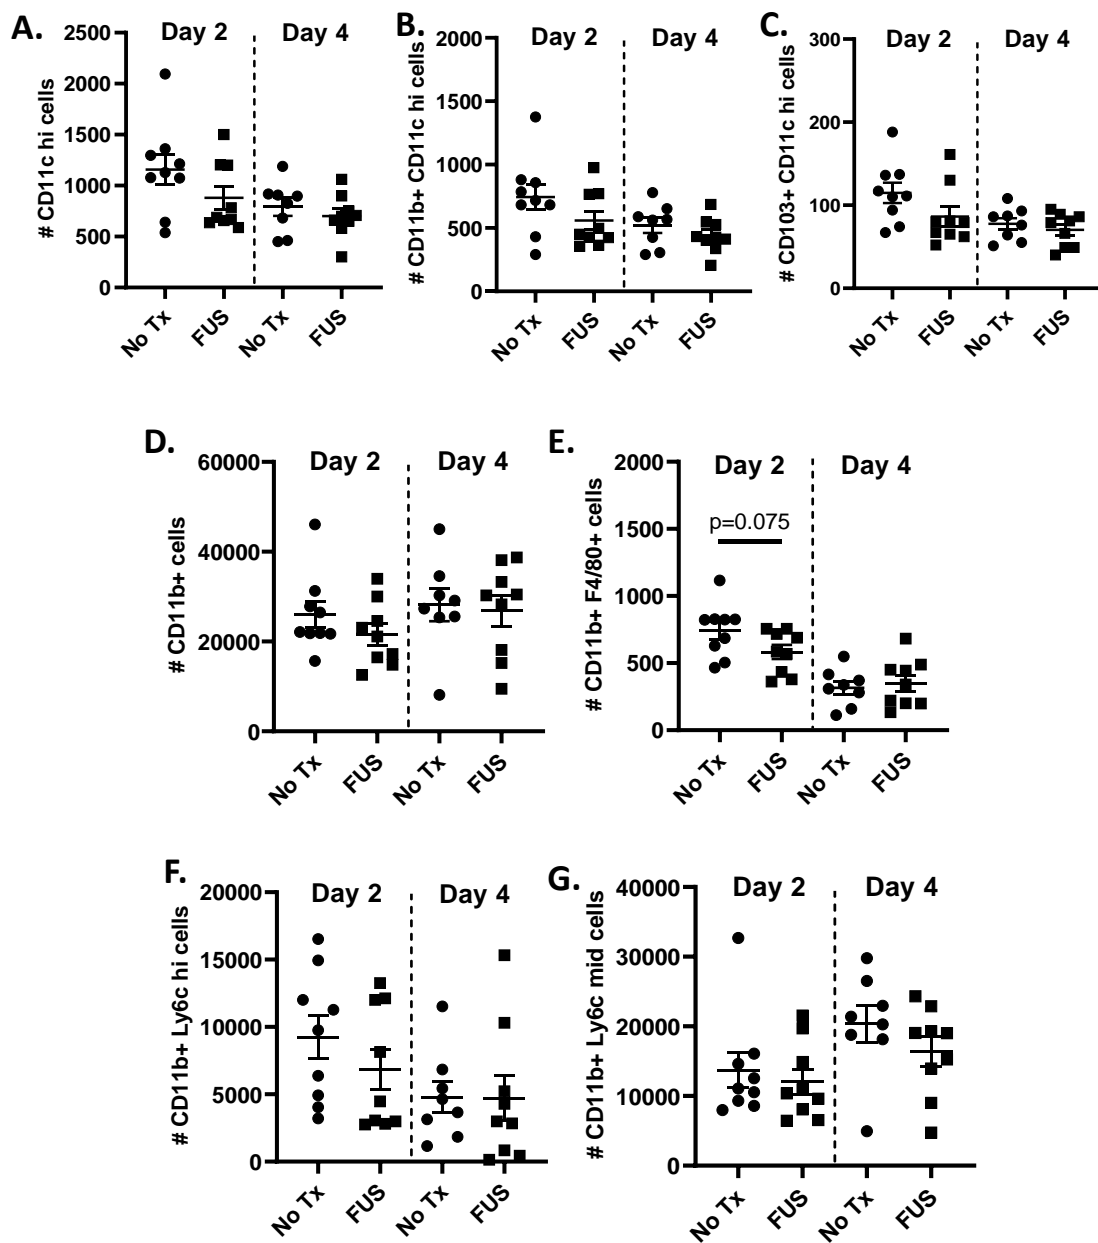 A.
# CD11c hi cells
Day 2 Day 4
2500
2000
1500
1000
500
0
No Tx FUS No Tx FUS
B.
# CD11b+ CD11c hi cells
Day 2 Day 4
2000
1500
1000
500
0
No Tx FUS No Tx FUS
C.
# CD103+ CD11c hi cells
Day 2 Day 4
300
200
100
0
No Tx FUS No Tx FUS
D.
# CD11b+ cells
Day 2 Day 4
60000
40000
20000
0
No Tx FUS No Tx FUS
E.
# CD11b+ F4/80+ cells
Day 2 Day 4
2000
1500
1000
500
0
p=0.075
No Tx FUS No Tx FUS
F.
# CD11b+ Ly6c hi cells
Day 2 Day 4
20000
15000
10000
5000
0
No Tx FUS No Tx FUS
G.
# CD11b+ Ly6c mid cells
Day 2 Day 4
40000
30000
20000
10000
0
No Tx FUS No Tx FUS